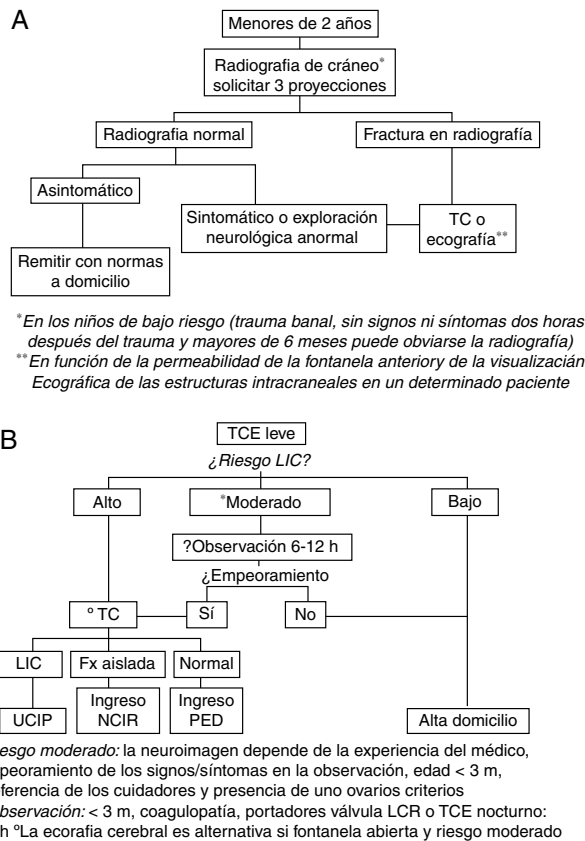 A
Menores de 2 años
Radiografia de cráneo*
solicitar 3 proyecciones
Radiografia normal
Fractura en radiografía
Asintomático
Sintomático o exploración
neurológica anormal
TC o
ecografía**
Remitir con normas
a domicilio
*En los niños de bajo riesgo (trauma banal, sin signos ni síntomas dos horas
después del trauma y mayores de 6 meses puede obviarse la radiografía)
**En función de la permeabilidad de la fontanela anteriory de la visualizacián
Ecográfica de las estructuras intracraneales en un determinado paciente
B
TCE leve
¿Riesgo LIC?
Alto
*Moderado
Bajo
?Observación 6-12 h
¿Empeoramiento
º TC
Sí
No
LIC
Fx aislada
Normal
UCIP
Ingreso
NCIR
Ingreso
PED
Alta domicilio
esgo moderado: la neuroimagen depende de la experiencia del médico,
peoramiento de los signos/síntomas en la observación, edad < 3 m,
ferencia de los cuidadores y presencia de uno ovarios criterios
bservación: < 3 m, coagulopatía, portadores válvula LCR o TCE nocturno:
h ºLa ecorafia cerebral es alternativa si fontanela abierta y riesgo moderado